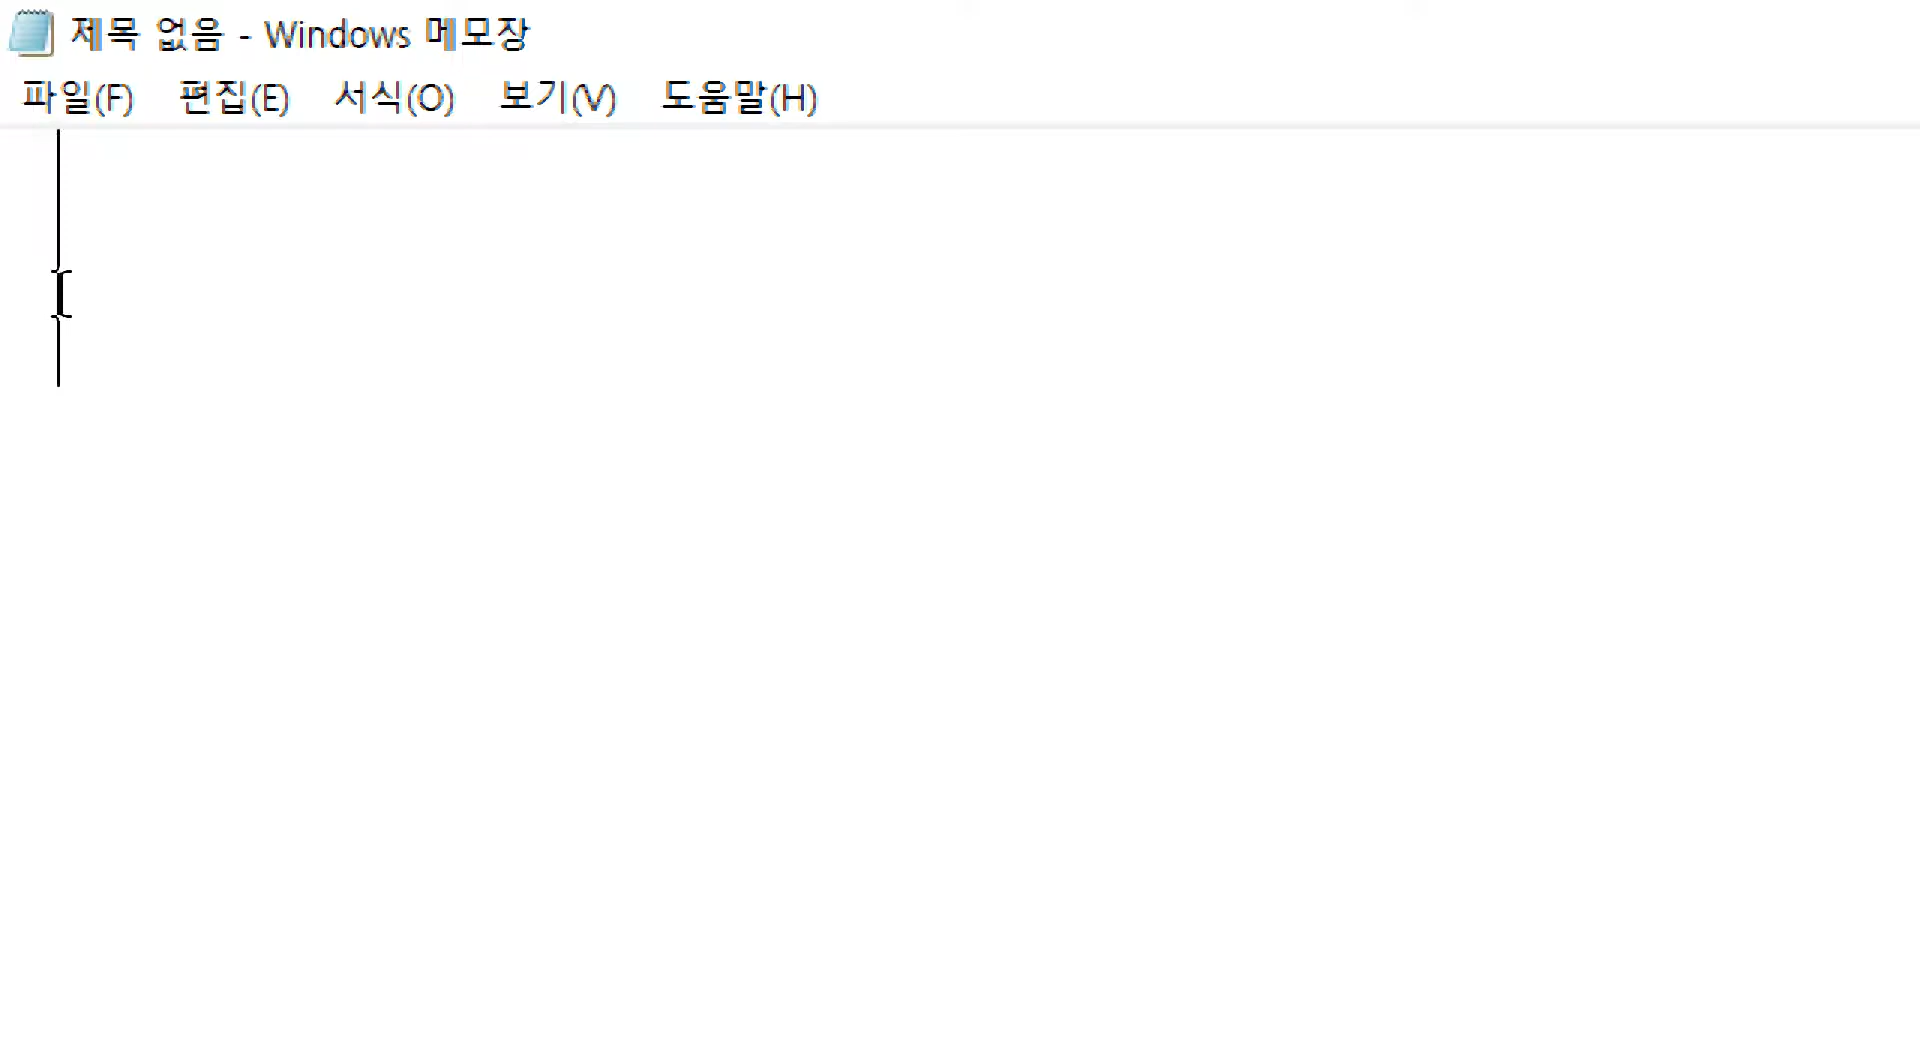 제목 없음 - Windows 메모장
파일(F) 편집(E) 서식(O) 보기(V) 도움말(H)